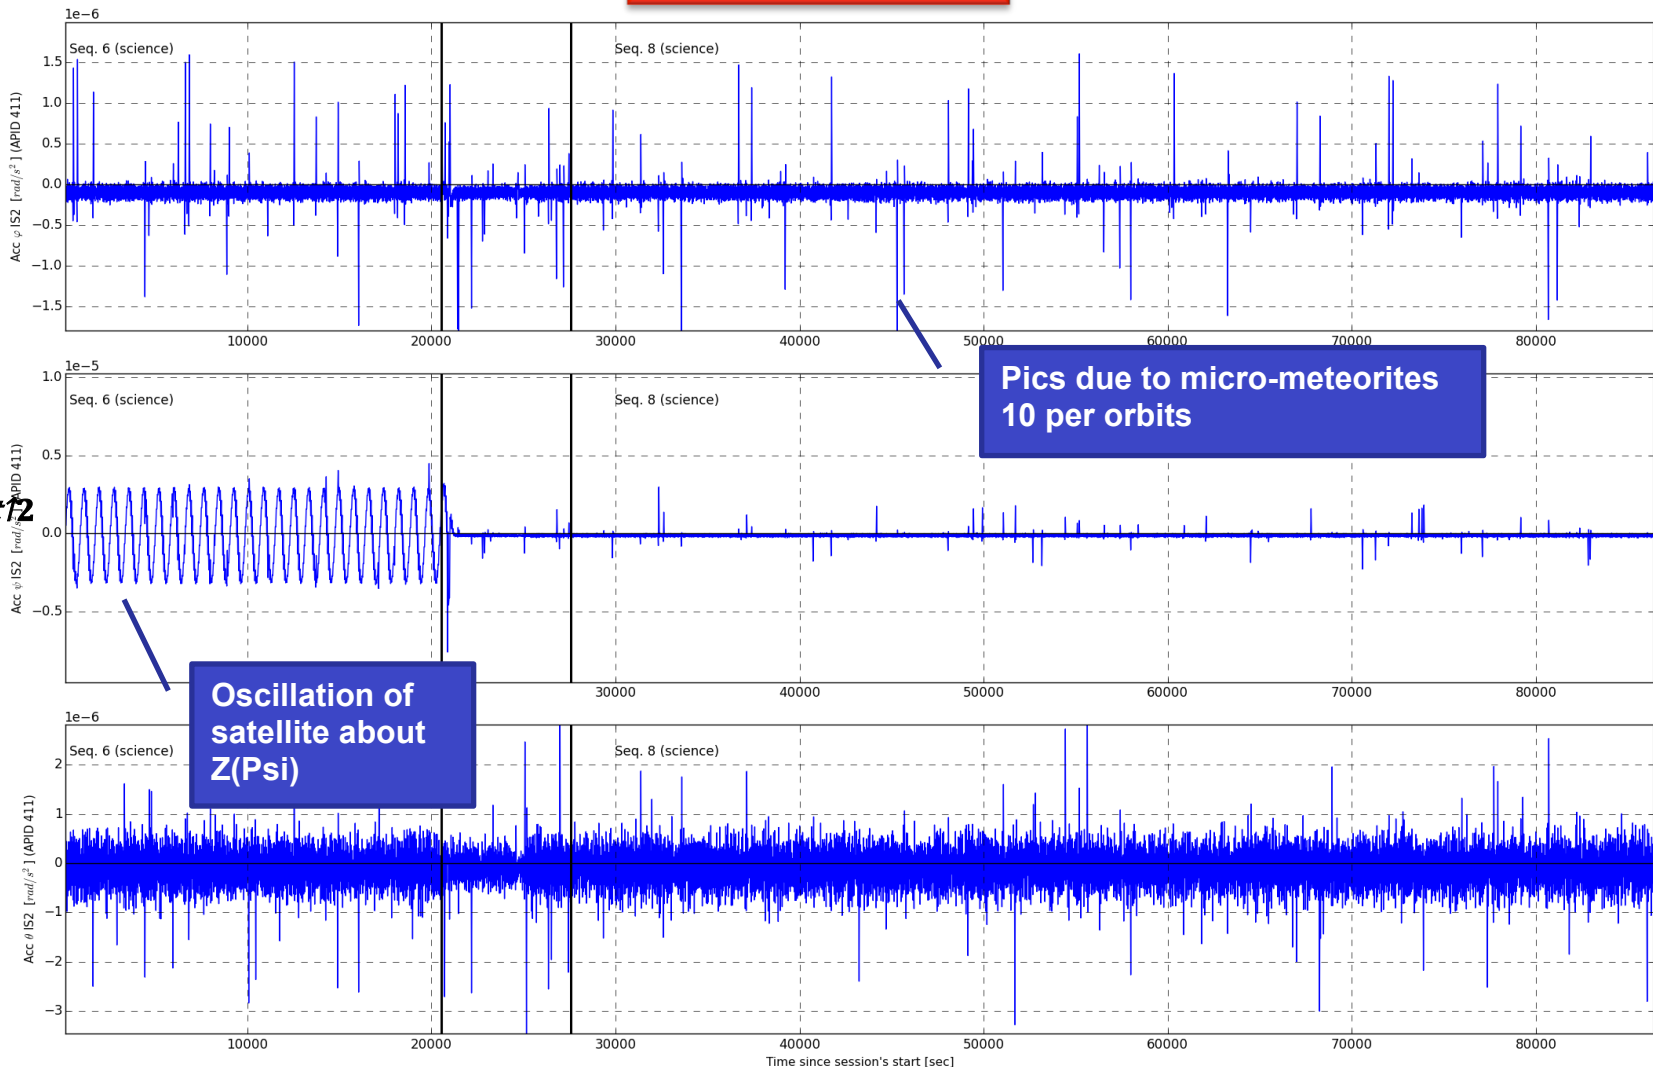 1e−6
Seq. 6 (science)
Seq. 8 (science)
1.5
1.0
0.5
0.0
−0.5
−1.0
−1.5
Acc φ IS2 [rad/s² ] (APID 411)
10000 20000 30000 40000 50000 60000 70000 80000
Pics due to micro-meteorites
10 per orbits
1e−5
Seq. 6 (science)
Seq. 8 (science)
1.0
0.5
0.0
−0.5
Acc ψ IS2 [rad/s APID 411)
30000 40000 50000 60000 70000 80000
Oscillation of
satellite about
Z(Psi)
1e−6
Seq. 6 (science)
Seq. 8 (science)
2
1
0
−1
−2
−3
Acc θ IS2 [rad/s² ] (APID 411)
10000 20000 30000 40000 50000 60000 70000 80000
Time since session's start [sec]